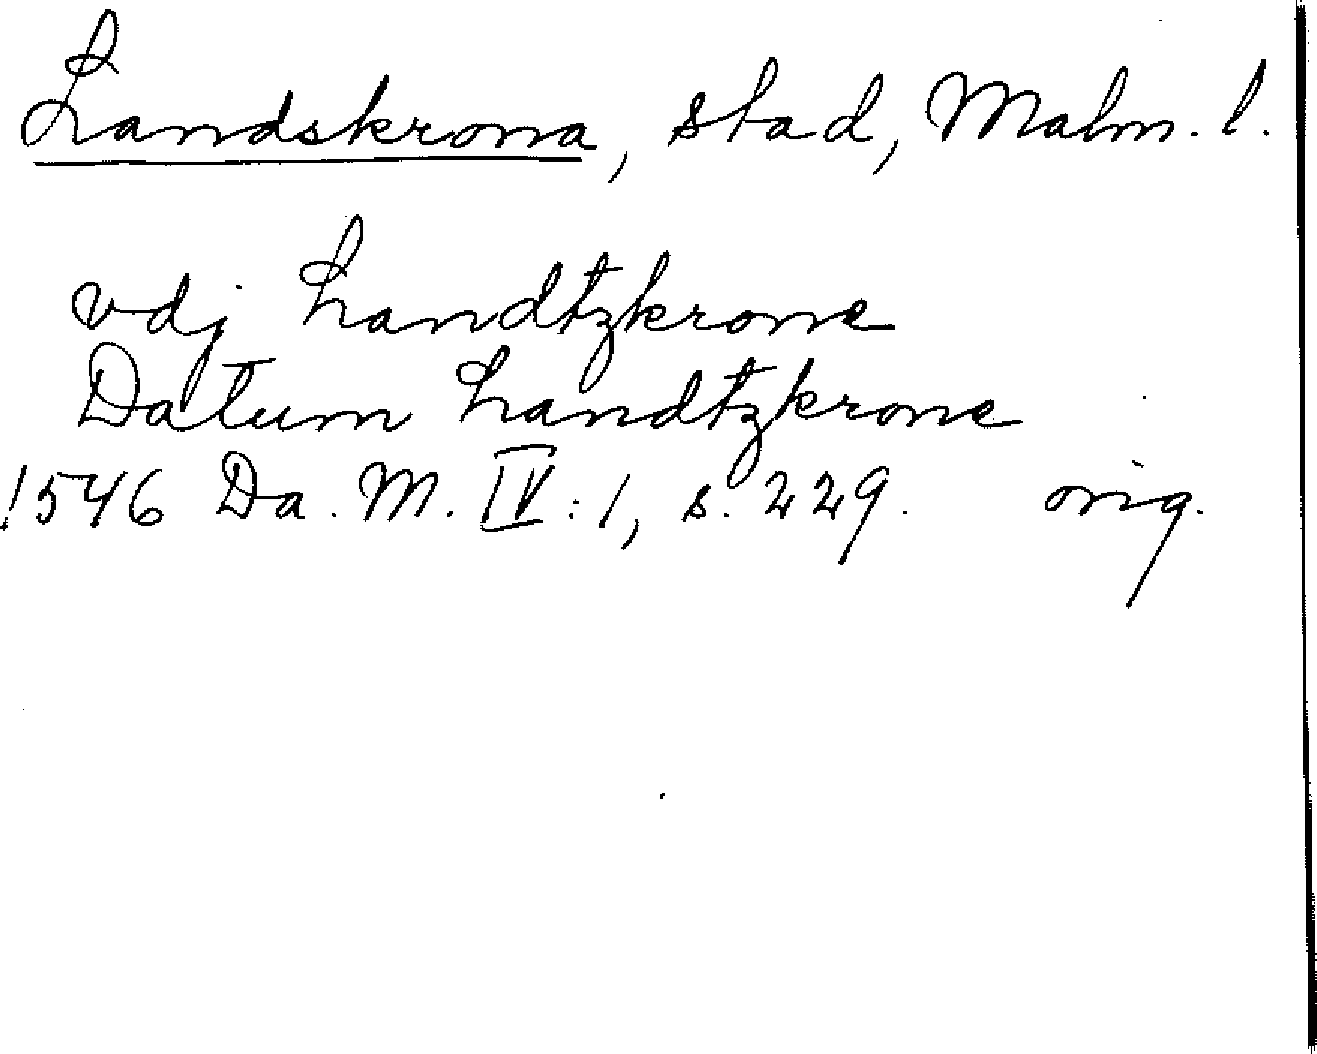 Landskrona, stad, Malm. l.
vdj Landtzkrone
Datum Landtzkrone
1546 Da. M. IV:1, s. 229. orig.